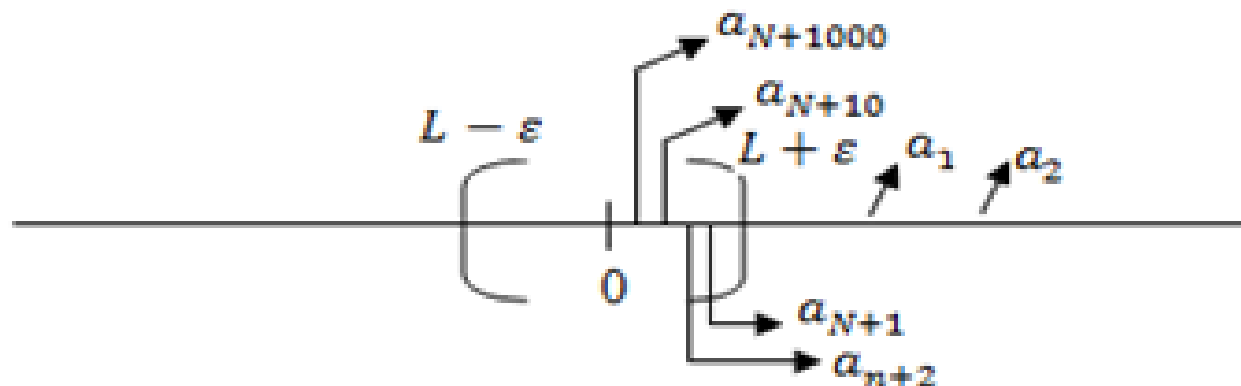 a_{N+1000}
a_{N+10}
L − ε
L + ε
a_1
a_2
0
a_{N+1}
a_{n+2}